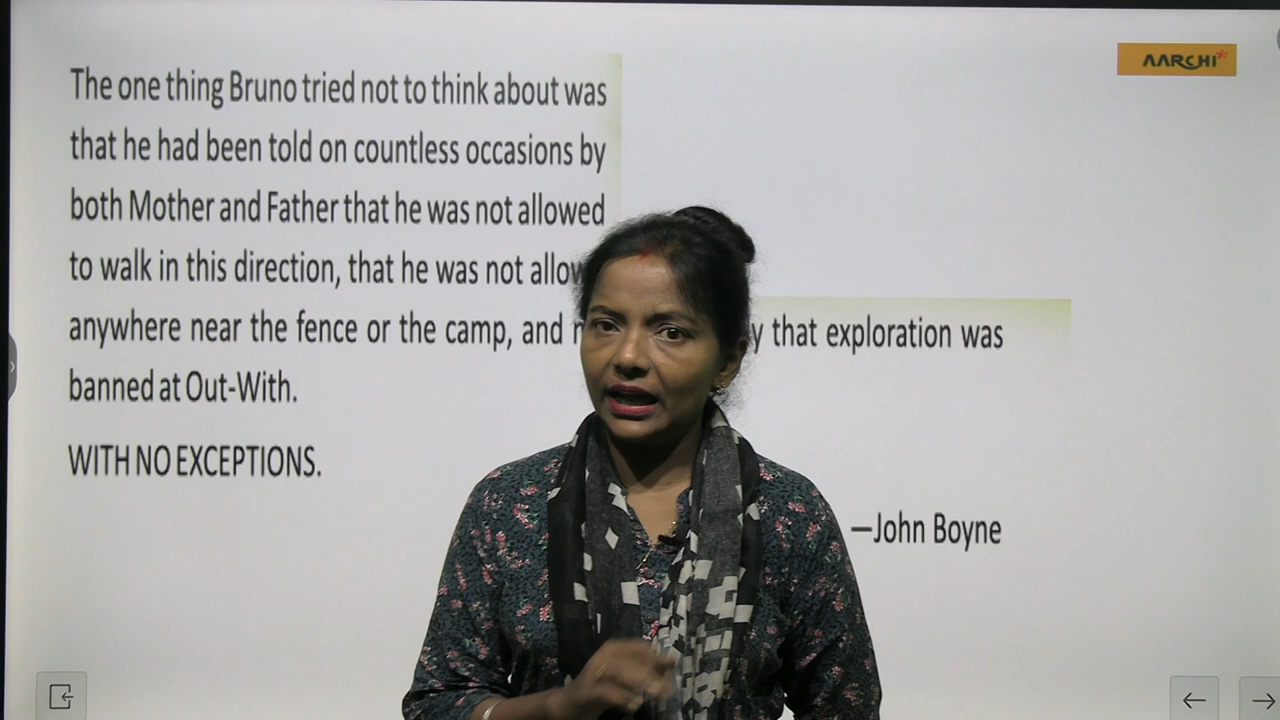 AARCHI
The one thing Bruno tried not to think about was
that he had been told on countless occasions by
both Mother and Father that he was not allowed
to walk in this direction, that he was not
anywhere near the fence or the camp, and that exploration was
banned at Out-With.
WITH NO EXCEPTIONS.
—John Boyne